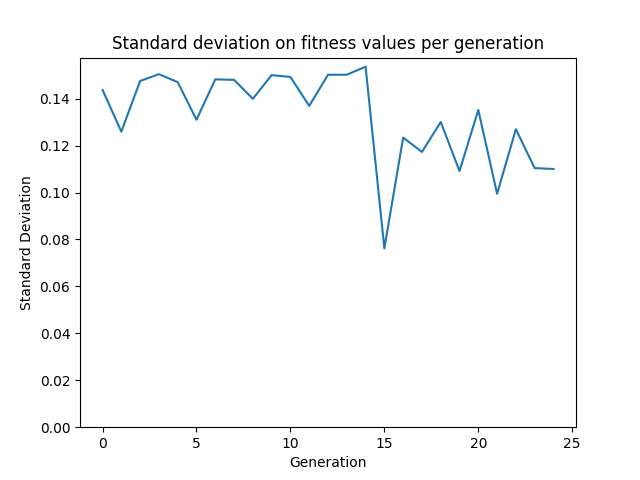 Standard deviation on fitness values per generation
0.14
0.12
0.10
0.08
0.06
0.04
0.02
0.00
Standard Deviation
0 5 10 15 20 25
Generation